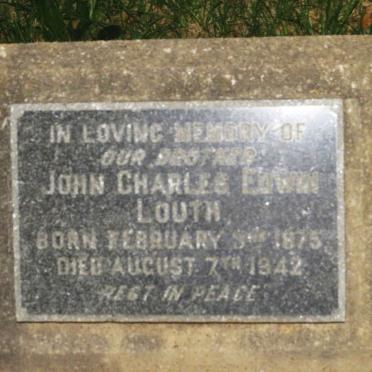 IN LOVING MEMORY OF
OUR BROTHER
JOHN CHARLES EDWIN
LOUTH
BORN FEBRUARY 1875
DIED AUGUST 7TH 1942
"REST IN PEACE"